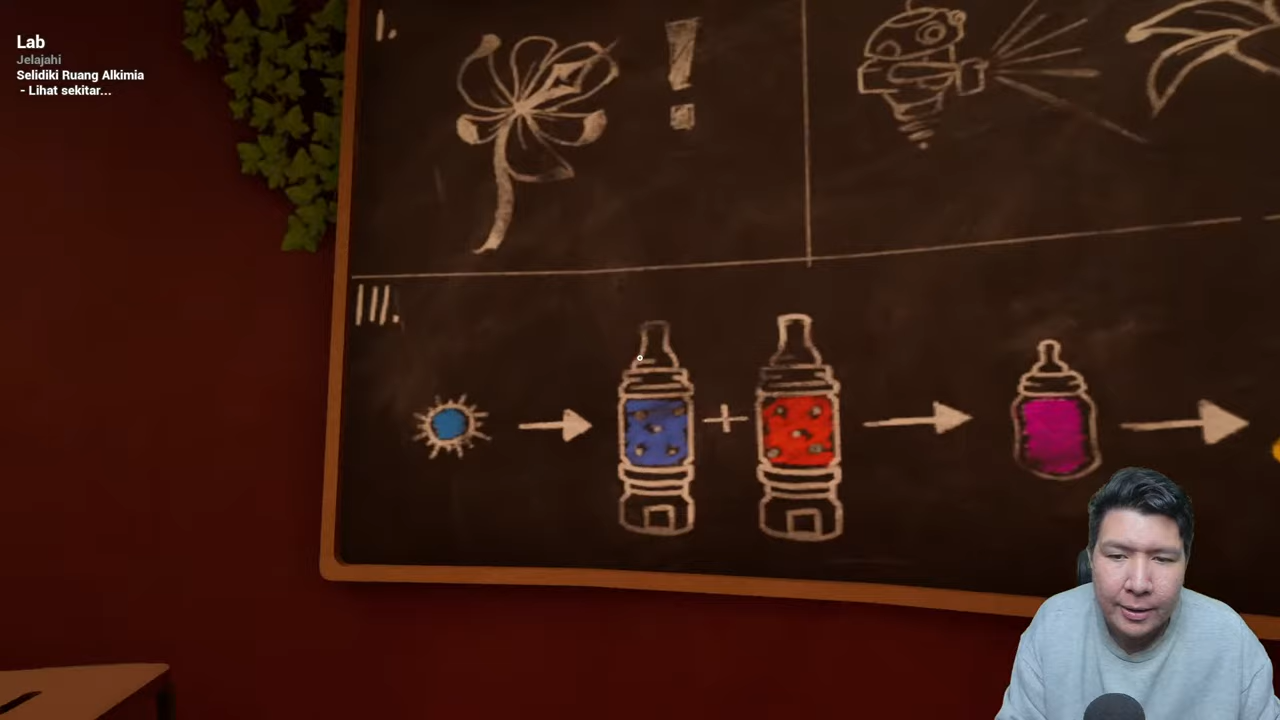 Lab
Jelajahi
Selidiki Ruang Alkimia
- Lihat sekitar...
I.
!
III.
+